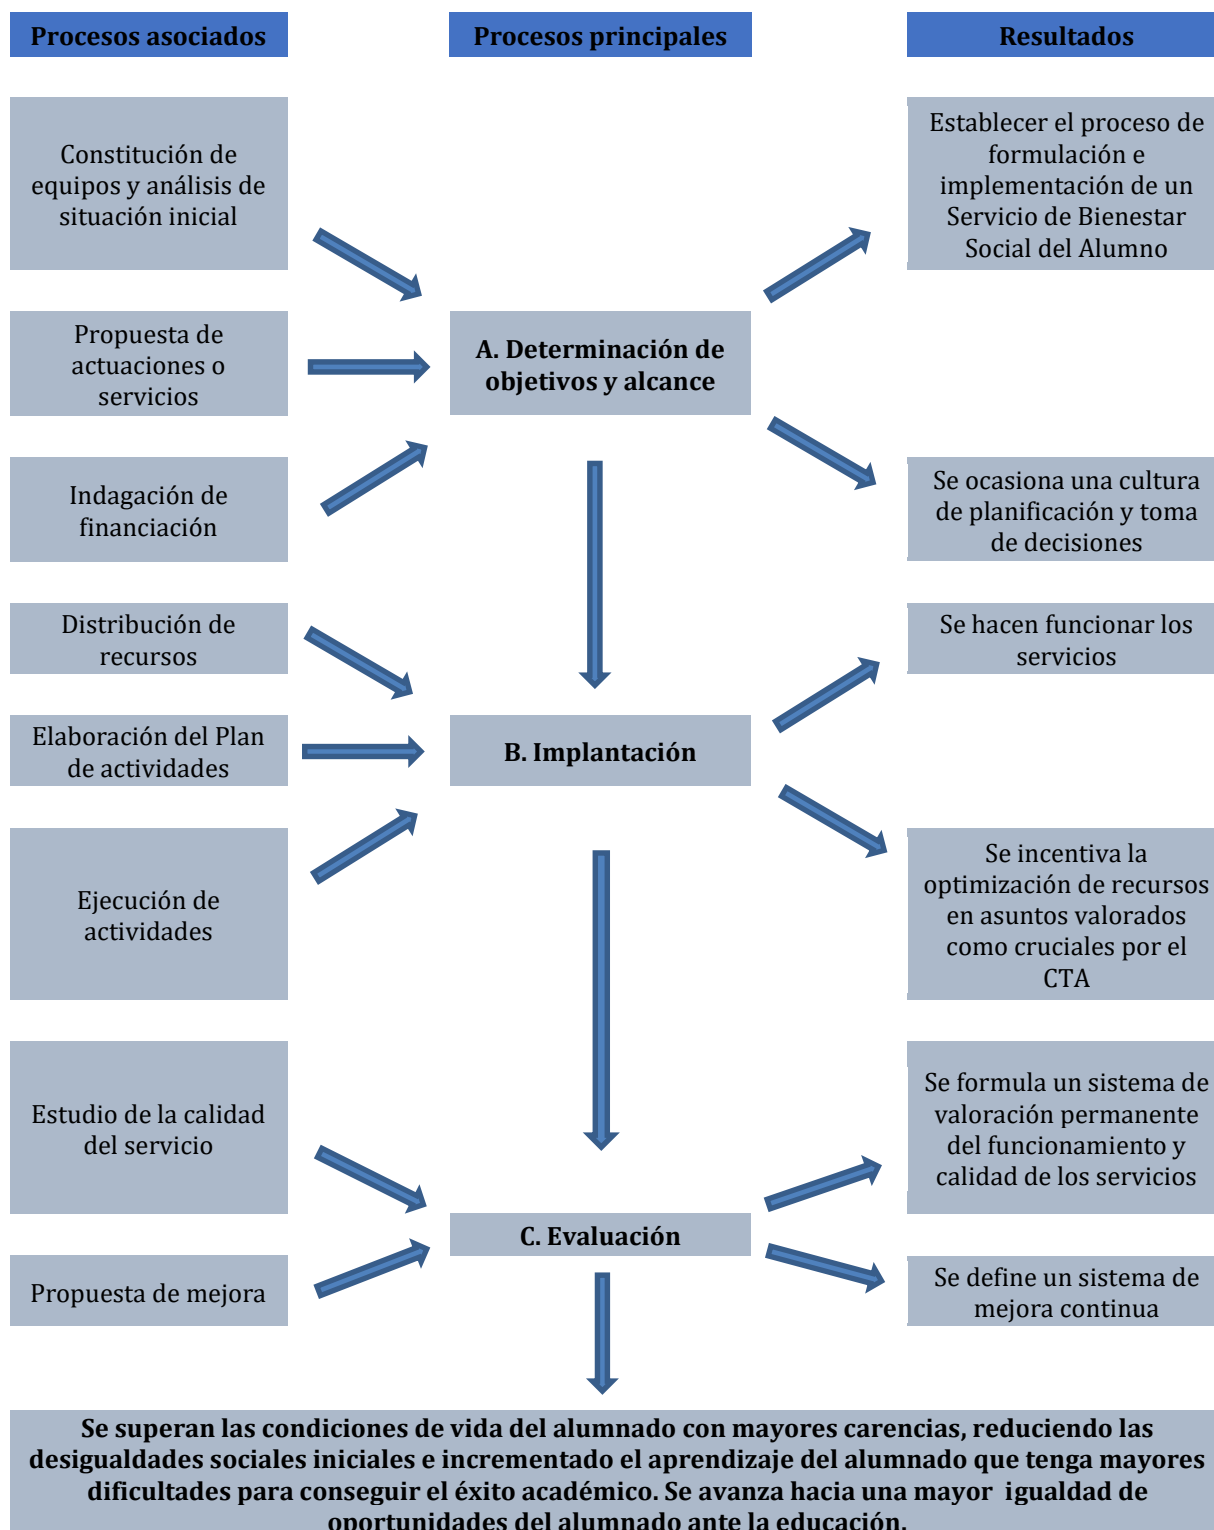 Procesos asociados
Procesos principales
Resultados
Constitución de
equipos y análisis de
situación inicial
Establecer el proceso de
formulación e
implementación de un
Servicio de Bienestar
Social del Alumno
Propuesta de
actuaciones o
servicios
A. Determinación de
objetivos y alcance
Indagación de
financiación
Se ocasiona una cultura
de planificación y toma
de decisiones
Distribución de
recursos
Se hacen funcionar los
servicios
Elaboración del Plan
de actividades
B. Implantación
Ejecución de
actividades
Se incentiva la
optimización de recursos
en asuntos valorados
como cruciales por el
CTA
Estudio de la calidad
del servicio
Se formula un sistema de
valoración permanente
del funcionamiento y
calidad de los servicios
C. Evaluación
Propuesta de mejora
Se define un sistema de
mejora continua
Se superan las condiciones de vida del alumnado con mayores carencias, reduciendo las
desigualdades sociales iniciales e incrementado el aprendizaje del alumnado que tenga mayores
dificultades para conseguir el éxito académico. Se avanza hacia una mayor igualdad de
oportunidades del alumnado ante la educación.